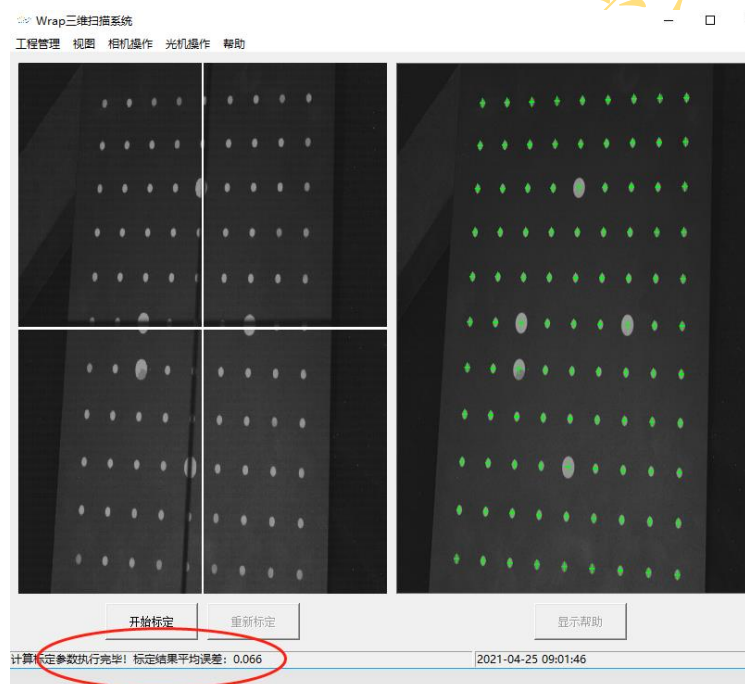 Wrap三维扫描系统
工程管理 视图 相机操作 光机操作 帮助
开始标定 重新标定 显示帮助
计算标定参数执行完毕！标定结果平均误差：0.066 2021-04-25 09:01:46